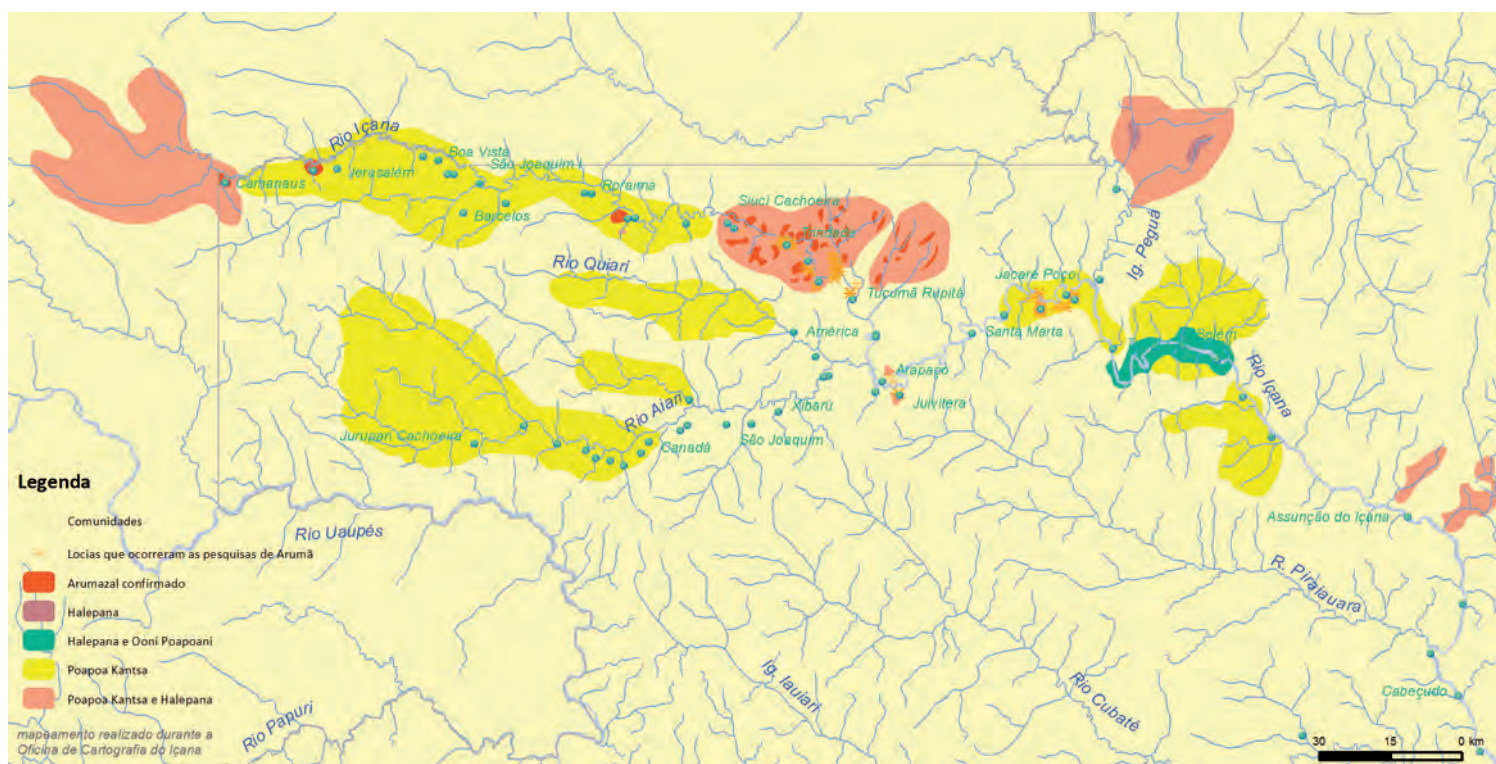 Rio Içana
Boa Vista
São Joaquim I
Camanaus
Jerusalém
Roraima
Barcelos
Siuci Cachoeira
Trindade
Ig. Peguá
Rio Quiari
Jacaré Poço
Tucumã Rupitá
América
Santa Marta
Belém
Arapaço
Rio Içana
Rio Aiari
Xibarú
Juivitera
Jurupari Cachoeira
Canadá
São Joaquim
Legenda
Comunidades
Locias que ocorreram as pesquisas de Arumã
Arumazal confirmado
Halepana
Halepana e Ooni Poapoani
Poapoa Kantsa
Poapoa Kantsa e Halepana
mapeamento realizado durante a
Oficina de Cartografia do Içana
Rio Uaupés
Assunção do Içana
R. Piraiauara
Ig. Iauiari
Rio Cubaté
Cabeçudo
Rio Papuri
30 15 0 km